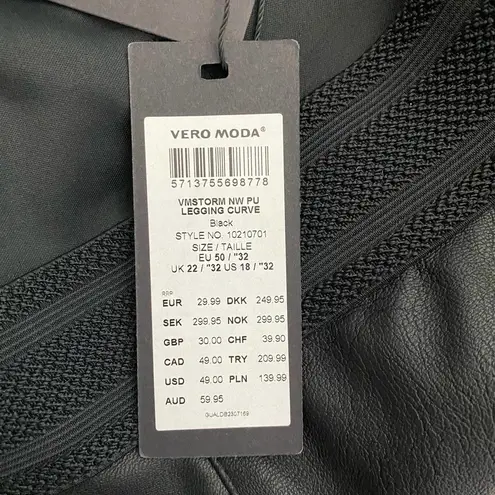 VERO MODA®
5713755698778
VMSTORM NW PU
LEGGING CURVE
Black
STYLE NO. 10210701
SIZE / TAILLE
EU 50 / "32
UK 22 / "32 US 18 / "32
RRP
EUR 29.99 DKK 249.95
SEK 299.95 NOK 299.95
GBP 30.00 CHF 39.90
CAD 49.00 TRY 209.99
USD 49.00 PLN 139.99
AUD 59.95
GUALDB2307169